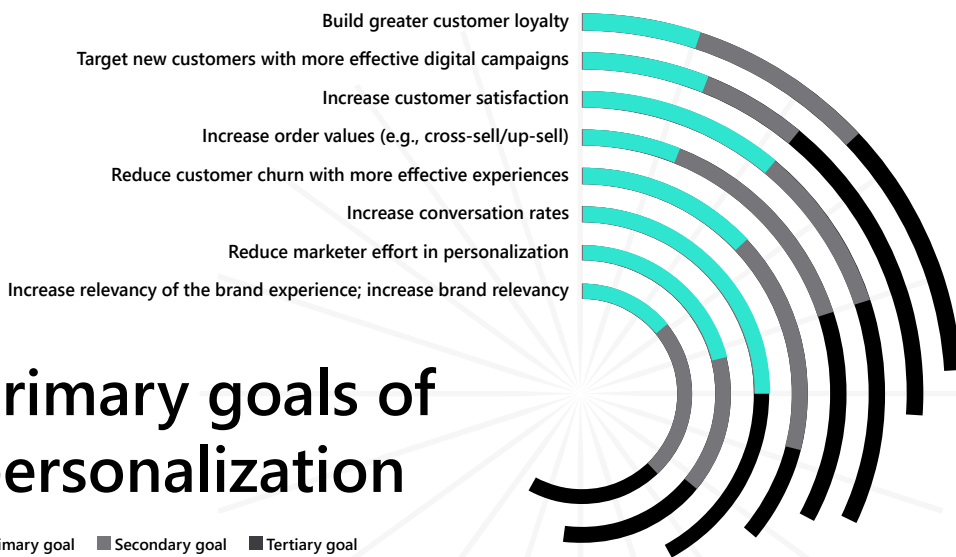 Build greater customer loyalty
Target new customers with more effective digital campaigns
Increase customer satisfaction
Increase order values (e.g., cross-sell/up-sell)
Reduce customer churn with more effective experiences
Increase conversation rates
Reduce marketer effort in personalization
Increase relevancy of the brand experience; increase brand relevancy
rimary goals of
ersonalization
imary goal Secondary goal Tertiary goal